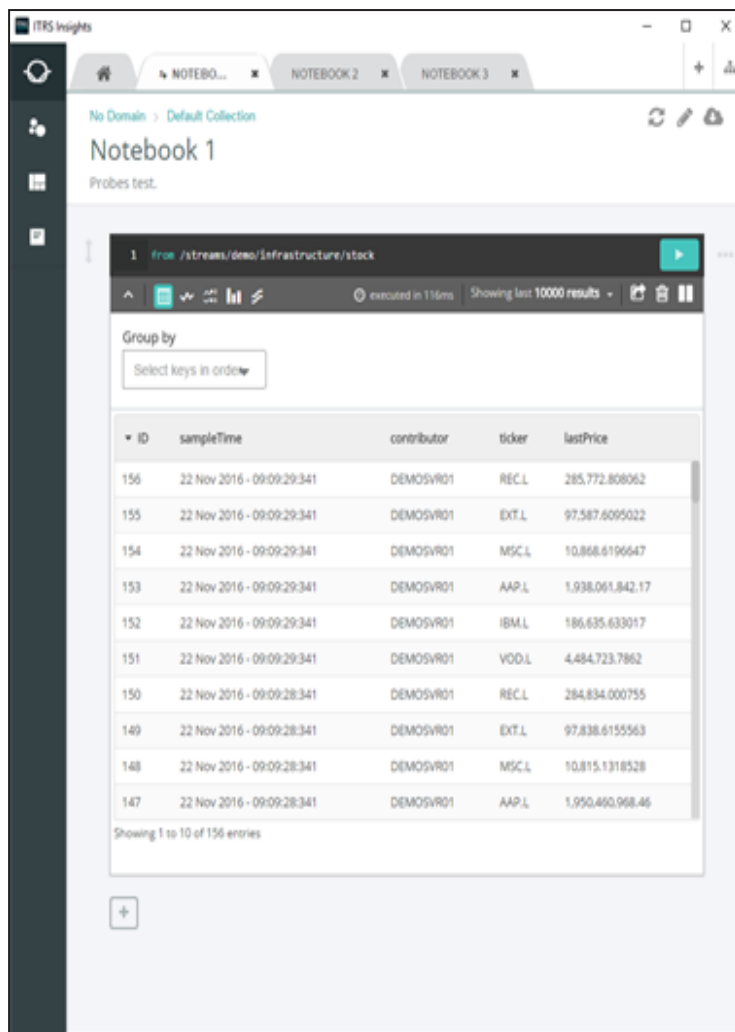 ITRS Insights
NOTEBO... NOTEBOOK 2 NOTEBOOK 3
No Domain > Default Collection
Notebook 1
Probes test.
1 from /streams/demo/infrastructure/stock
executed in 116ms Showing last 10000 results
Group by
Select keys in order
ID sampleTime contributor ticker lastPrice
156 22 Nov 2016 - 09:09:29:341 DEMOSVR01 REC.L 285,772.808062
155 22 Nov 2016 - 09:09:29:341 DEMOSVR01 EXT.L 97,587.6095022
154 22 Nov 2016 - 09:09:29:341 DEMOSVR01 MSC.L 10,868.6196647
153 22 Nov 2016 - 09:09:29:341 DEMOSVR01 AAP.L 1,938,061,842.17
152 22 Nov 2016 - 09:09:29:341 DEMOSVR01 IBM.L 186,635.633017
151 22 Nov 2016 - 09:09:29:341 DEMOSVR01 VOD.L 4,484,723.7862
150 22 Nov 2016 - 09:09:28:341 DEMOSVR01 REC.L 284,834.000755
149 22 Nov 2016 - 09:09:28:341 DEMOSVR01 EXT.L 97,838.6155563
148 22 Nov 2016 - 09:09:28:341 DEMOSVR01 MSC.L 10,815.1318528
147 22 Nov 2016 - 09:09:28:341 DEMOSVR01 AAP.L 1,950,460,968.46
Showing 1 to 10 of 156 entries